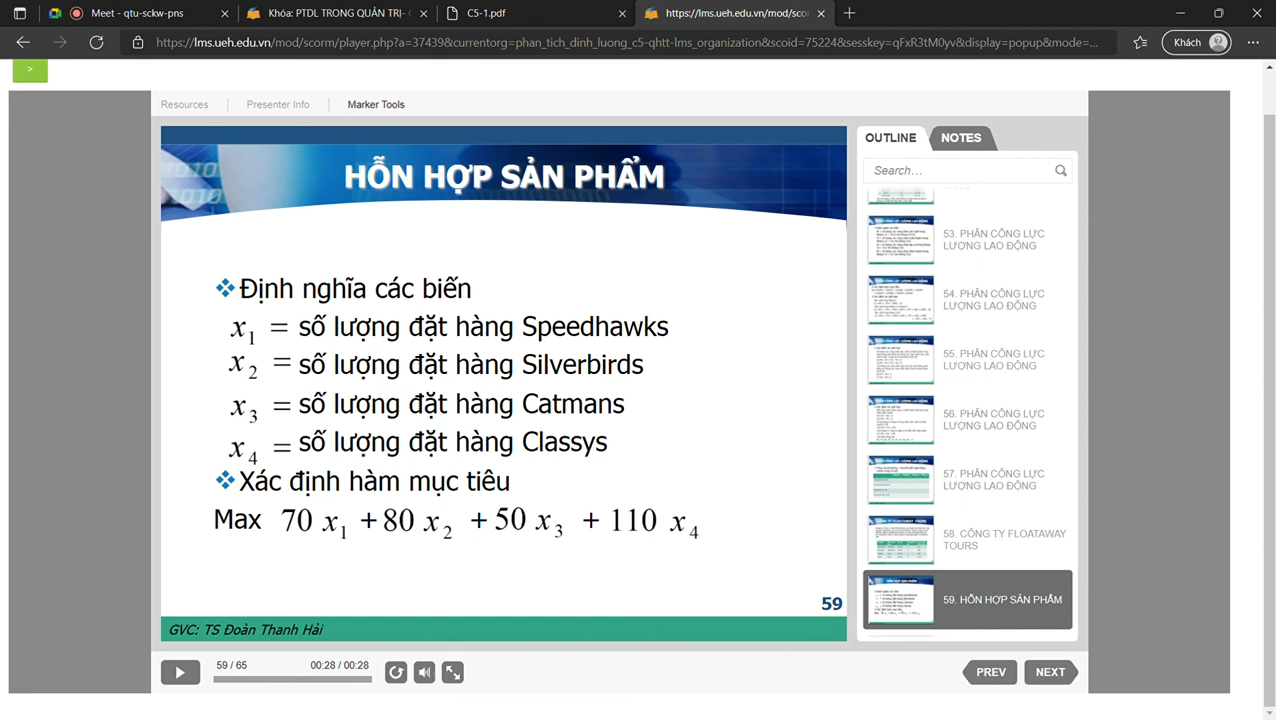 Meet - qtu-sckw-pns
Khóa: PTDL TRONG QUẢN TRỊ-
C5-1.pdf
https://lms.ueh.edu.vn/mod/scor
https://lms.ueh.edu.vn/mod/scorm/player.php?a=37439&currentorg=phan_tich_dinh_luong_c5-qhtt-lms_organization&scoid=75224&sesskey=qFxR3tM0yv&display=popup&mode=...
Khách
>
Resources
Presenter Info
Marker Tools
HỖN HỢP SẢN PHẨM
❖Định nghĩa các biến
x₁ = số lượng đặt hàng Speedhawks
x₂ = số lượng đặt hàng Silverbirds
x₃ = số lượng đặt hàng Catmans
x₄ = số lượng đặt hàng Classys
❖Xác định hàm mục tiêu
Max 70 x₁ + 80 x₂ + 50 x₃ + 110 x₄
59
GVC: TS Đoàn Thanh Hải
OUTLINE
NOTES
Search...
53. PHÂN CÔNG LỰC
LƯỢNG LAO ĐỘNG
54. PHÂN CÔNG LỰC
LƯỢNG LAO ĐỘNG
55. PHÂN CÔNG LỰC
LƯỢNG LAO ĐỘNG
56. PHÂN CÔNG LỰC
LƯỢNG LAO ĐỘNG
57. PHÂN CÔNG LỰC
LƯỢNG LAO ĐỘNG
58. CÔNG TY FLOATAWAY
TOURS
59. HỖN HỢP SẢN PHẨM
59 / 65
00:28 / 00:28
PREV
NEXT